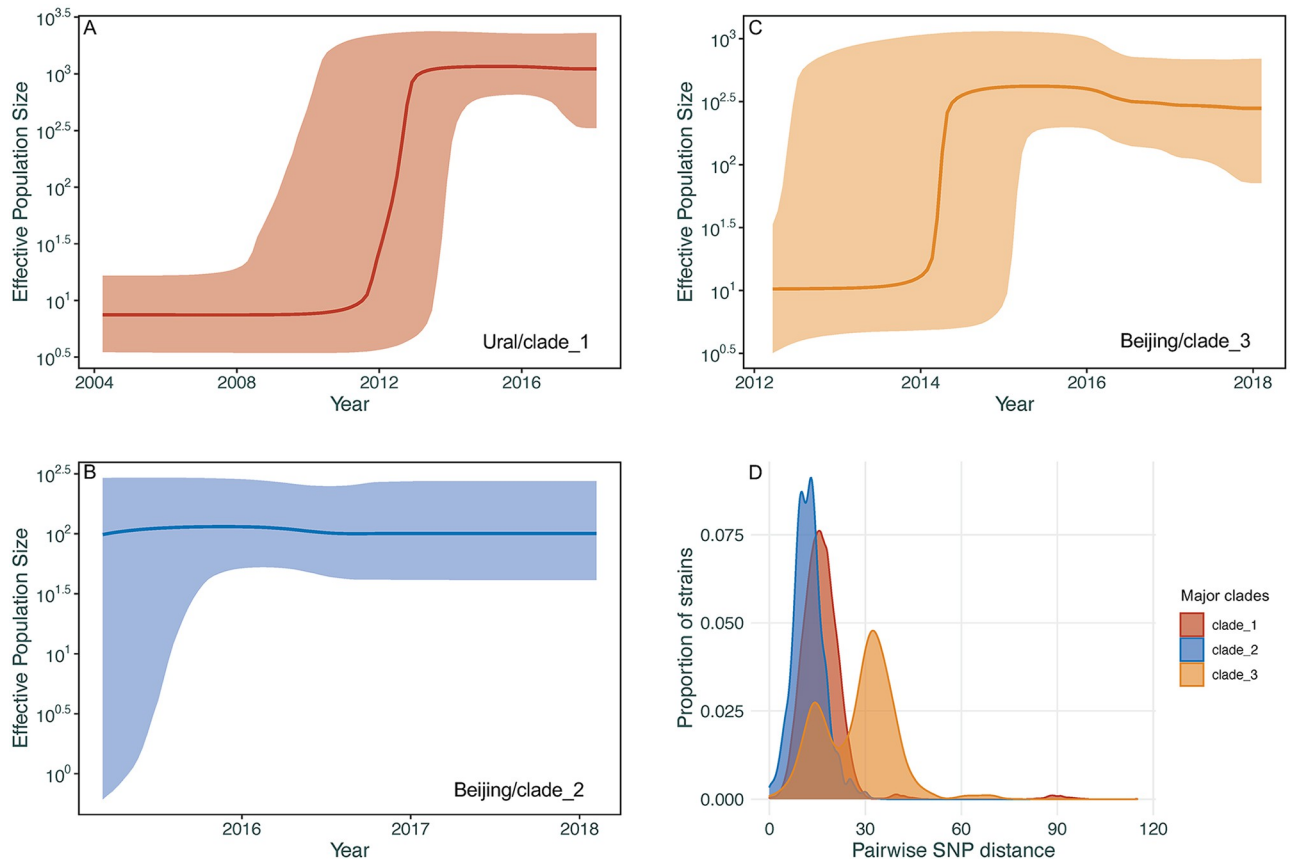 A
Effective Population Size
10^3.5
10^3
10^2.5
10^2
10^1.5
10^1
10^0.5
Ural/clade_1
2004 2008 2012 2016
Year
C
Effective Population Size
10^3
10^2.5
10^2
10^1.5
10^1
10^0.5
Beijing/clade_3
2012 2014 2016 2018
Year
B
Effective Population Size
10^2.5
10^2
10^1.5
10^1
10^0.5
10^0
Beijing/clade_2
2016 2017 2018
Year
D
Proportion of strains
0.075
0.050
0.025
0.000
0 30 60 90 120
Pairwise SNP distance
Major clades
clade_1
clade_2
clade_3